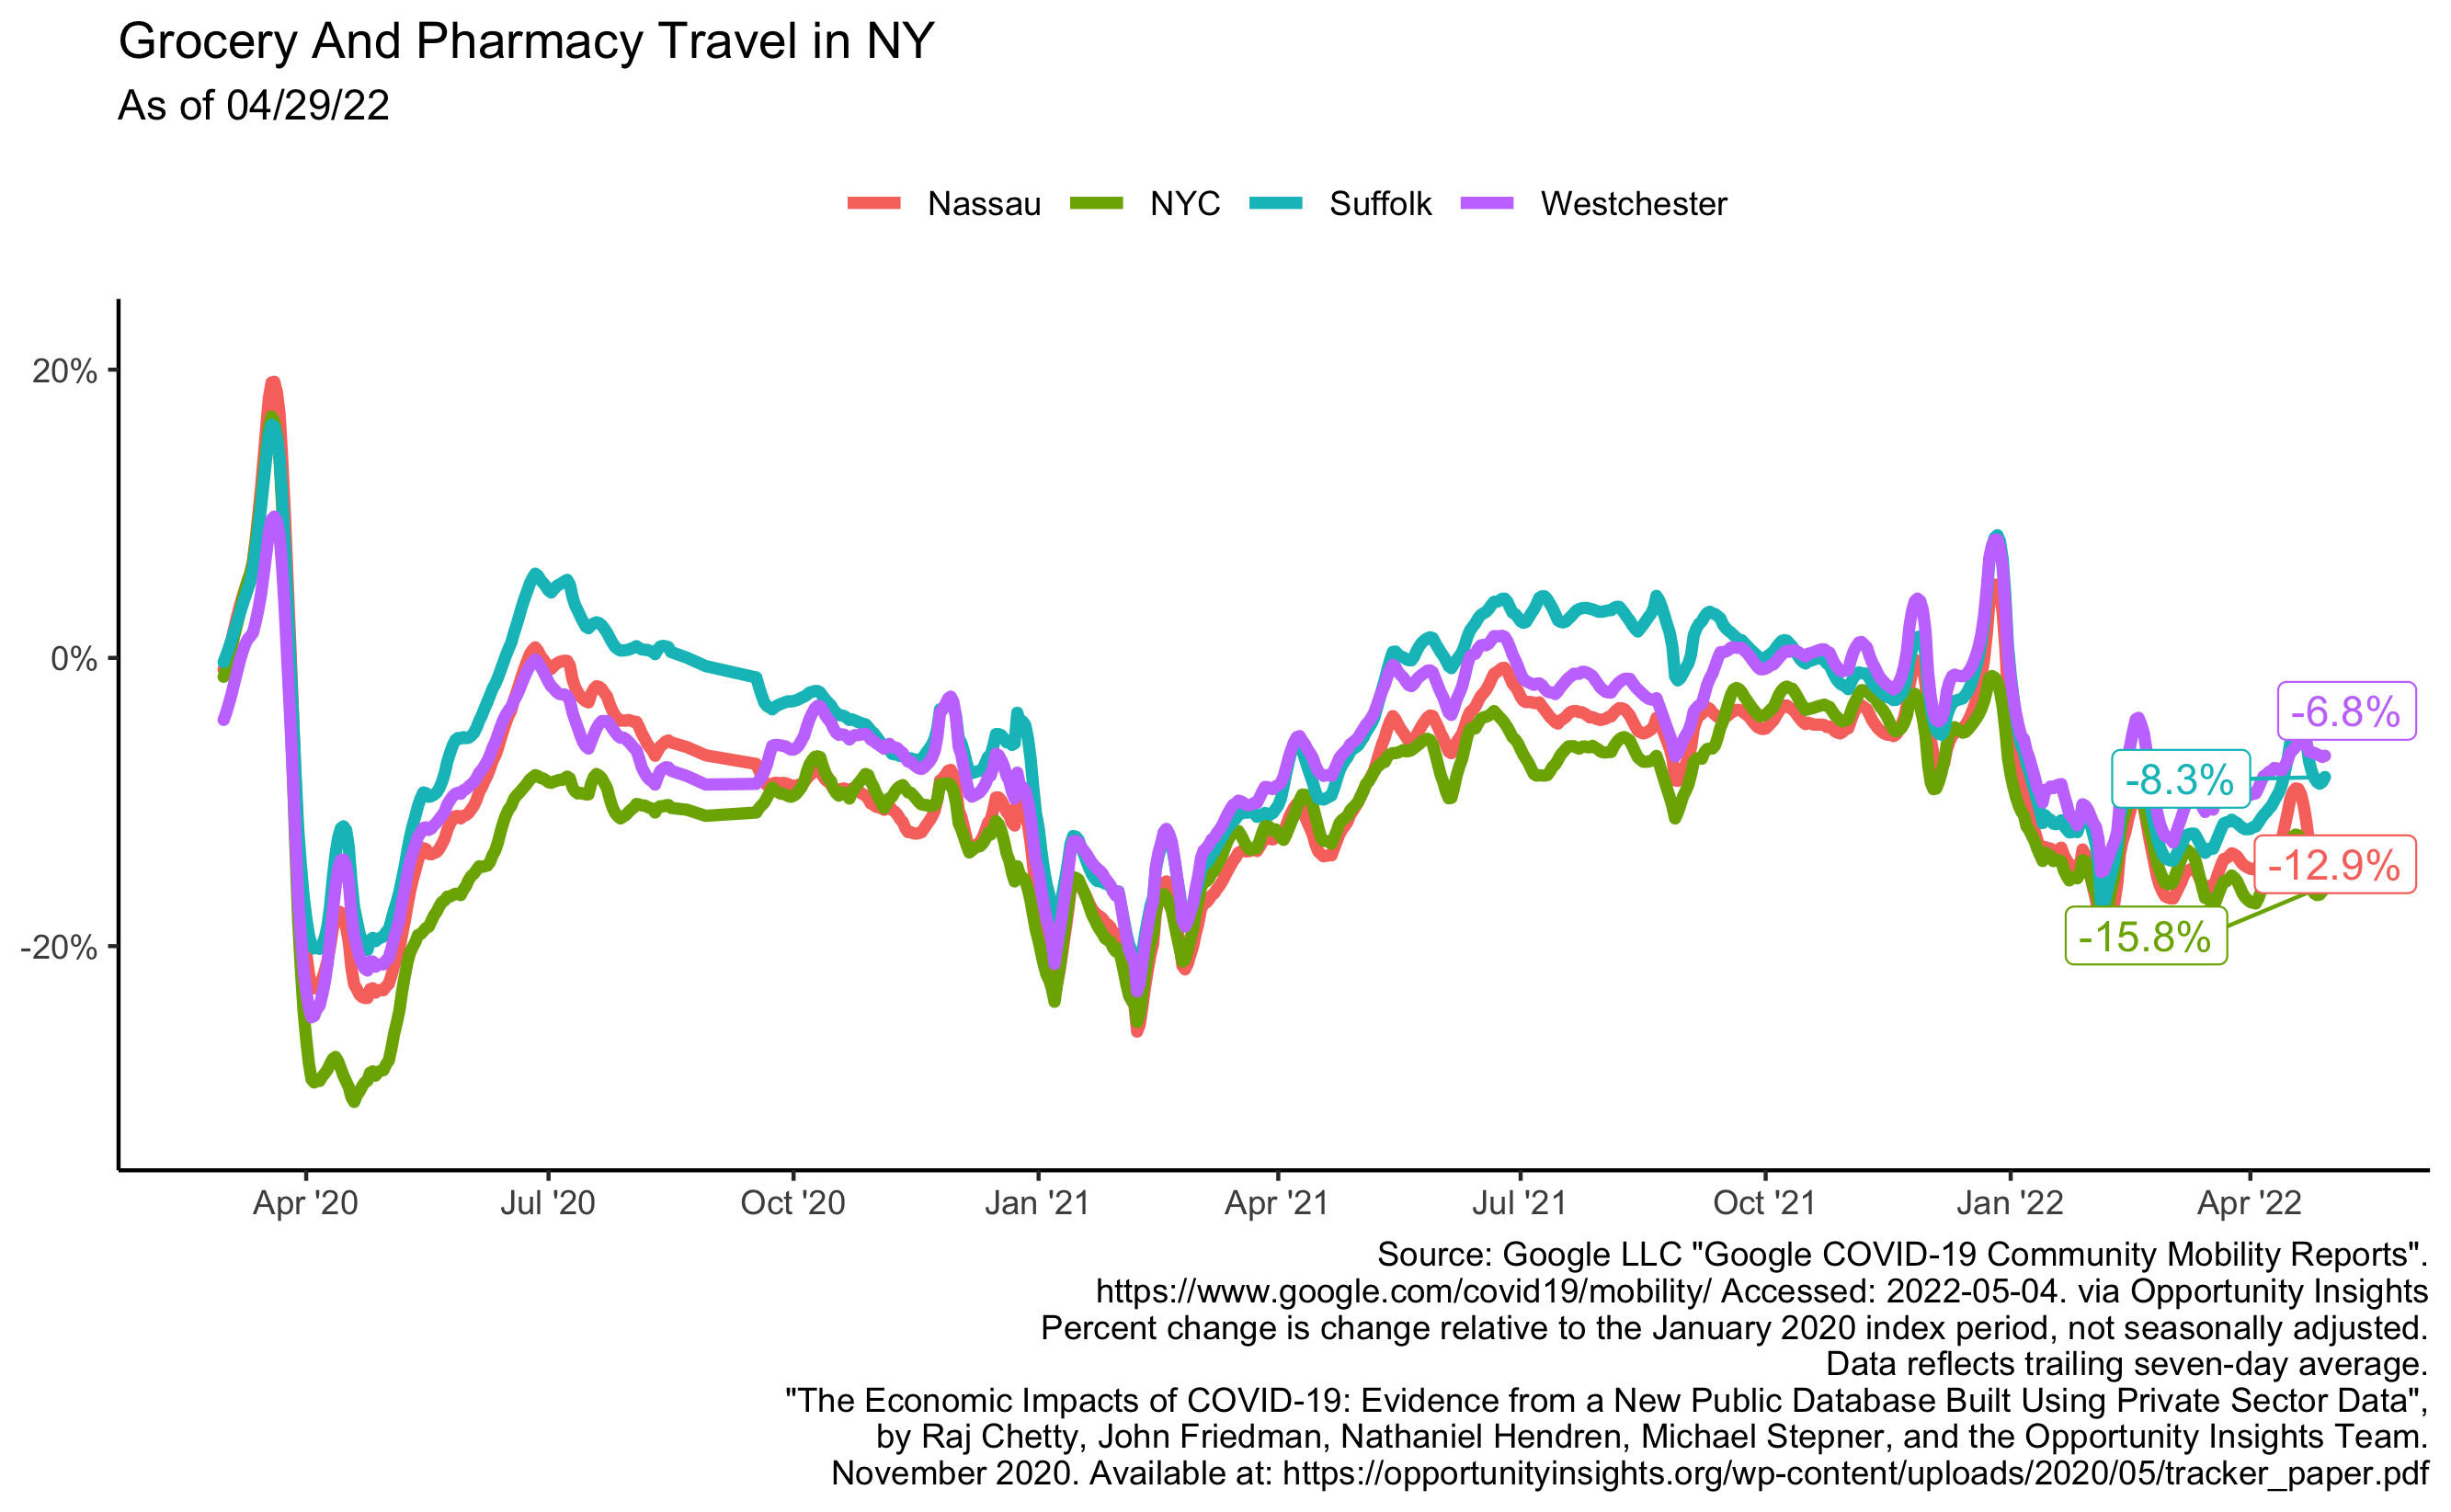 Grocery And Pharmacy Travel in NY
As of 04/29/22
Nassau NYC Suffolk Westchester
20%
0%
-20%
-6.8%
-8.3%
-12.9%
-15.8%
Apr '20 Jul '20 Oct '20 Jan '21 Apr '21 Jul '21 Oct '21 Jan '22 Apr '22
Source: Google LLC "Google COVID-19 Community Mobility Reports".
https://www.google.com/covid19/mobility/ Accessed: 2022-05-04. via Opportunity Insights
Percent change is change relative to the January 2020 index period, not seasonally adjusted.
Data reflects trailing seven-day average.
"The Economic Impacts of COVID-19: Evidence from a New Public Database Built Using Private Sector Data",
by Raj Chetty, John Friedman, Nathaniel Hendren, Michael Stepner, and the Opportunity Insights Team.
November 2020. Available at: https://opportunityinsights.org/wp-content/uploads/2020/05/tracker_paper.pdf